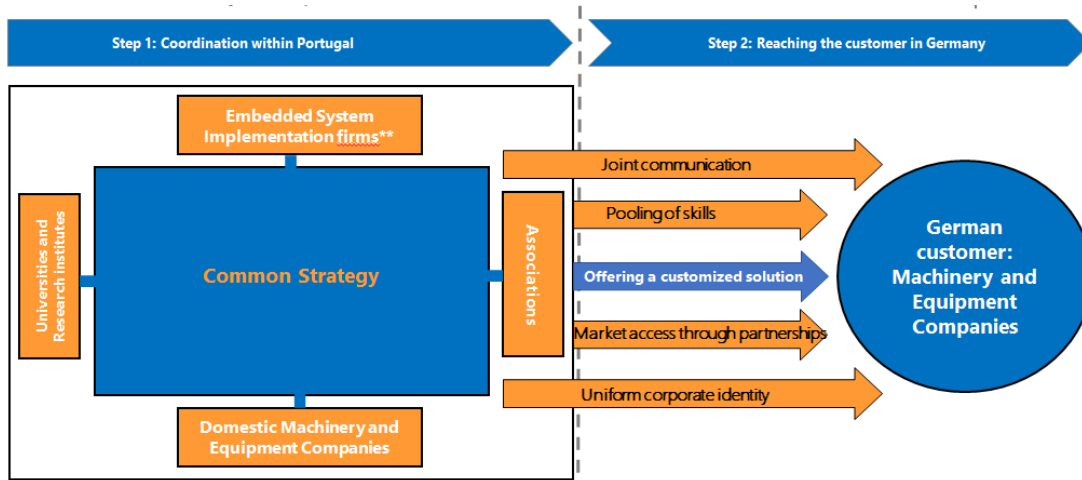 Step 1: Coordination within Portugal
Step 2: Reaching the customer in Germany
Embedded System
Implementation firms**
Universities and
Research institutes
Common Strategy
Associations
Domestic Machinery and
Equipment Companies
Joint communication
Pooling of skills
Offering a customized solution
Market access through partnerships
Uniform corporate identity
German
customer:
Machinery and
Equipment
Companies